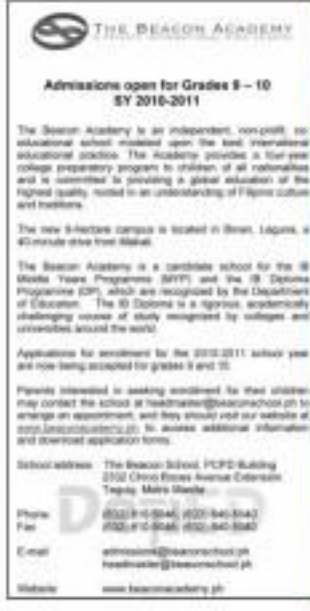 THE BEACON ACADEMY
Admissions open for Grades 9 – 10
SY 2010-2011
The Beacon Academy is an independent, non-profit, co-
educational school modeled upon the best international
educational practice. The Academy provides a four-year
college preparatory program to children of all nationalities
and is committed to providing a global education of the
highest quality, rooted in an understanding of Filipino culture
and traditions.
The new 5-hectare campus is located in Binan, Laguna, a
40-minute drive from Makati.
The Beacon Academy is a candidate school for the IB
Middle Years Programme (MYP) and the IB Diploma
Programme (DP), which are recognized by the Department
of Education. The IB Diploma is a rigorous, academically
challenging course of study recognized by colleges and
universities around the world.
Applications for enrollment for the 2010-2011 school year
are now being accepted for grades 9 and 10.
Parents interested in seeking enrollment for their children
may contact the school at headmaster@beaconschool.ph to
arrange an appointment, and they should visit our website at
www.beaconacademy.ph to access additional information
and download application forms.
School address The Beacon School, PCPD Building
2332 Chino Roces Avenue Extension
Taguig, Metro Manila
Phone
Fax
E-mail admissions@beaconschool.ph
headmaster@beaconschool.ph
Website www.beaconacademy.ph